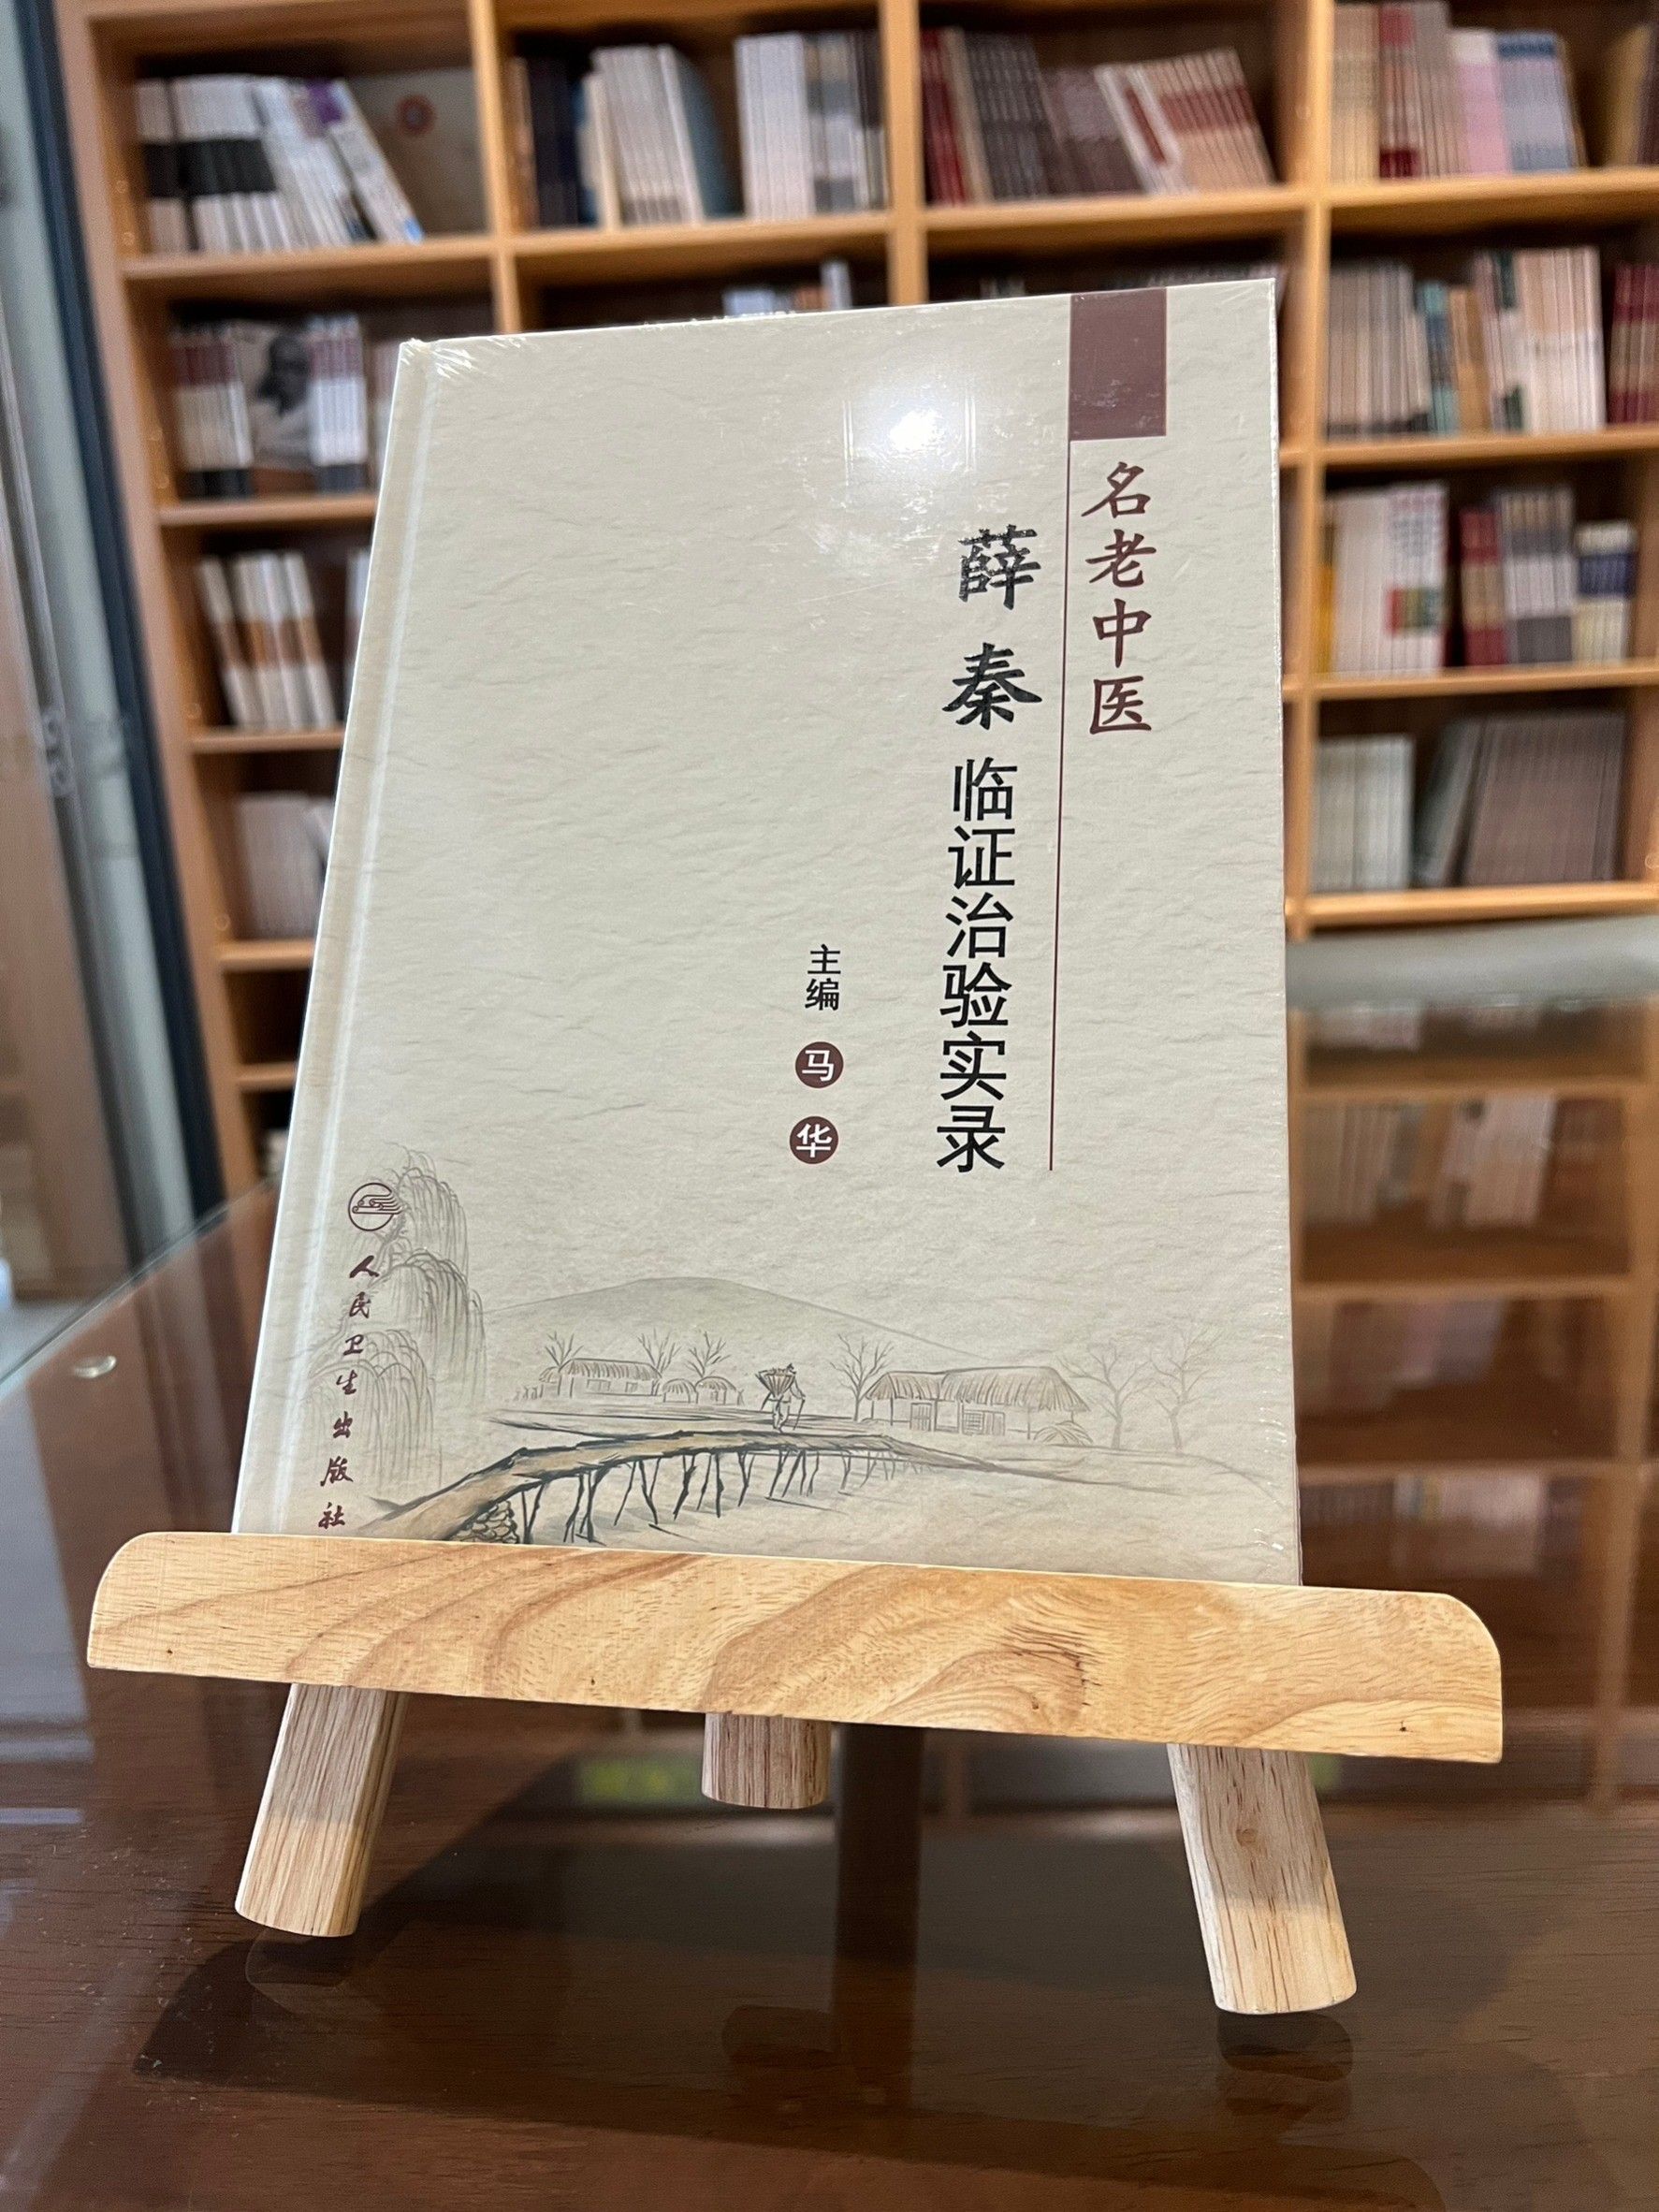 名老中医
薛秦临证治验实录
主编 马华
人民卫生出版社